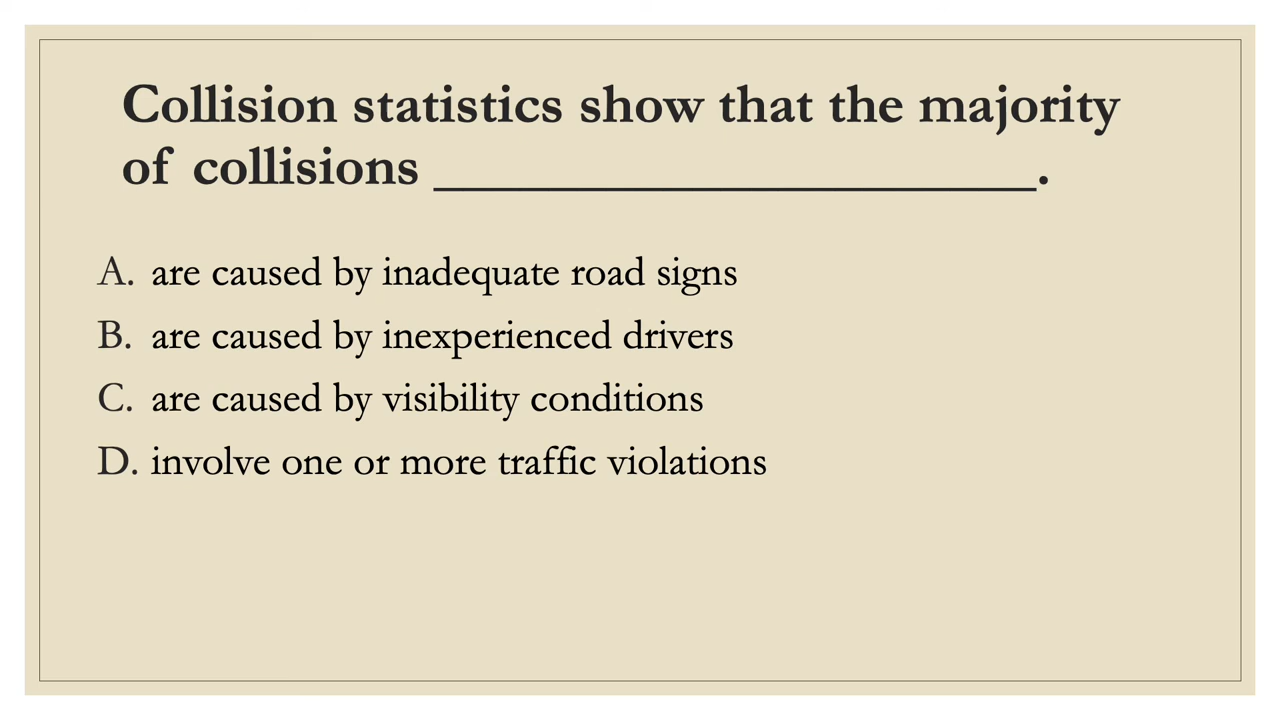 Collision statistics show that the majority
of collisions ______________________.
A. are caused by inadequate road signs
B. are caused by inexperienced drivers
C. are caused by visibility conditions
D. involve one or more traffic violations